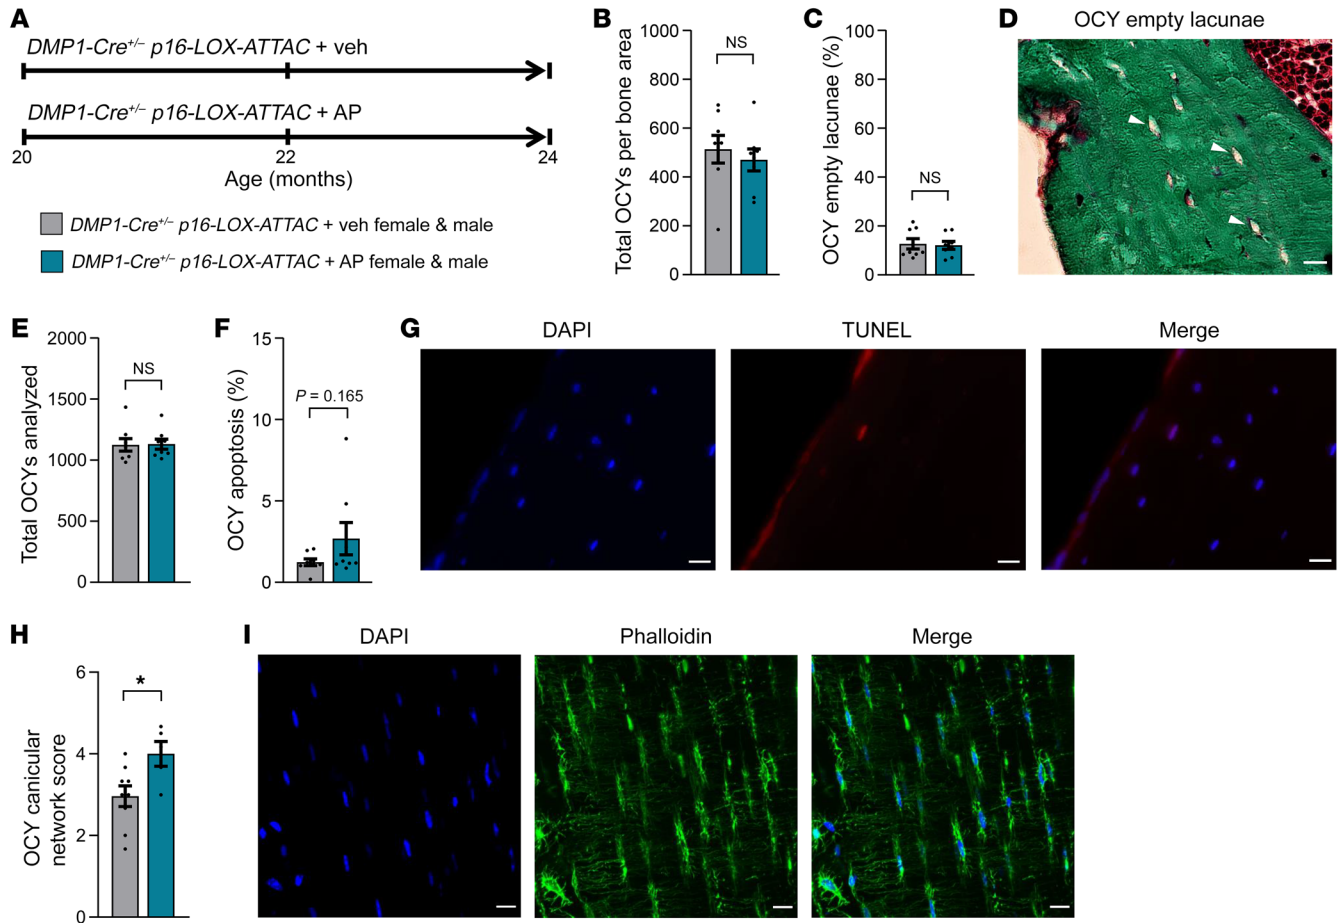 A
DMP1-Cre+/– p16-LOX-ATTAC + veh
DMP1-Cre+/– p16-LOX-ATTAC + AP
20 22 24
Age (months)
DMP1-Cre+/– p16-LOX-ATTAC + veh female & male
DMP1-Cre+/– p16-LOX-ATTAC + AP female & male
B
Total OCYs per bone area
1000
800
600
400
200
0
NS
C
OCY empty lacunae (%)
100
80
60
40
20
0
NS
D
OCY empty lacunae
E
Total OCYs analyzed
2000
1500
1000
500
0
NS
F
OCY apoptosis (%)
15
10
5
0
P = 0.165
G
DAPI TUNEL Merge
H
OCY canicular
network score
6
4
2
0
*
I
DAPI Phalloidin Merge